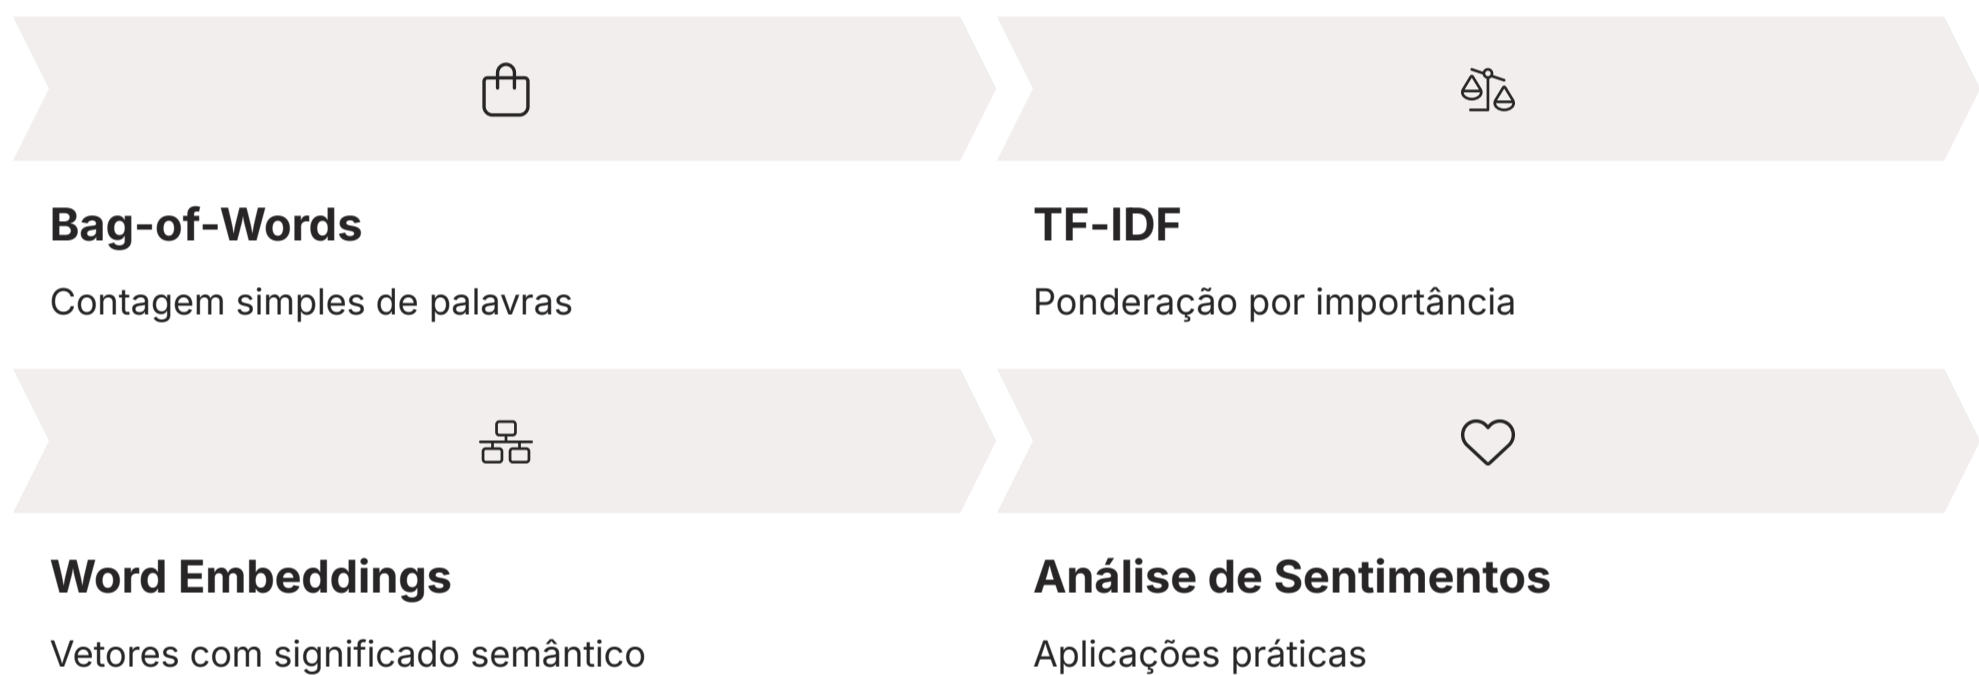 Bag-of-Words
Contagem simples de palavras
TF-IDF
Ponderação por importância
Word Embeddings
Vetores com significado semântico
Análise de Sentimentos
Aplicações práticas